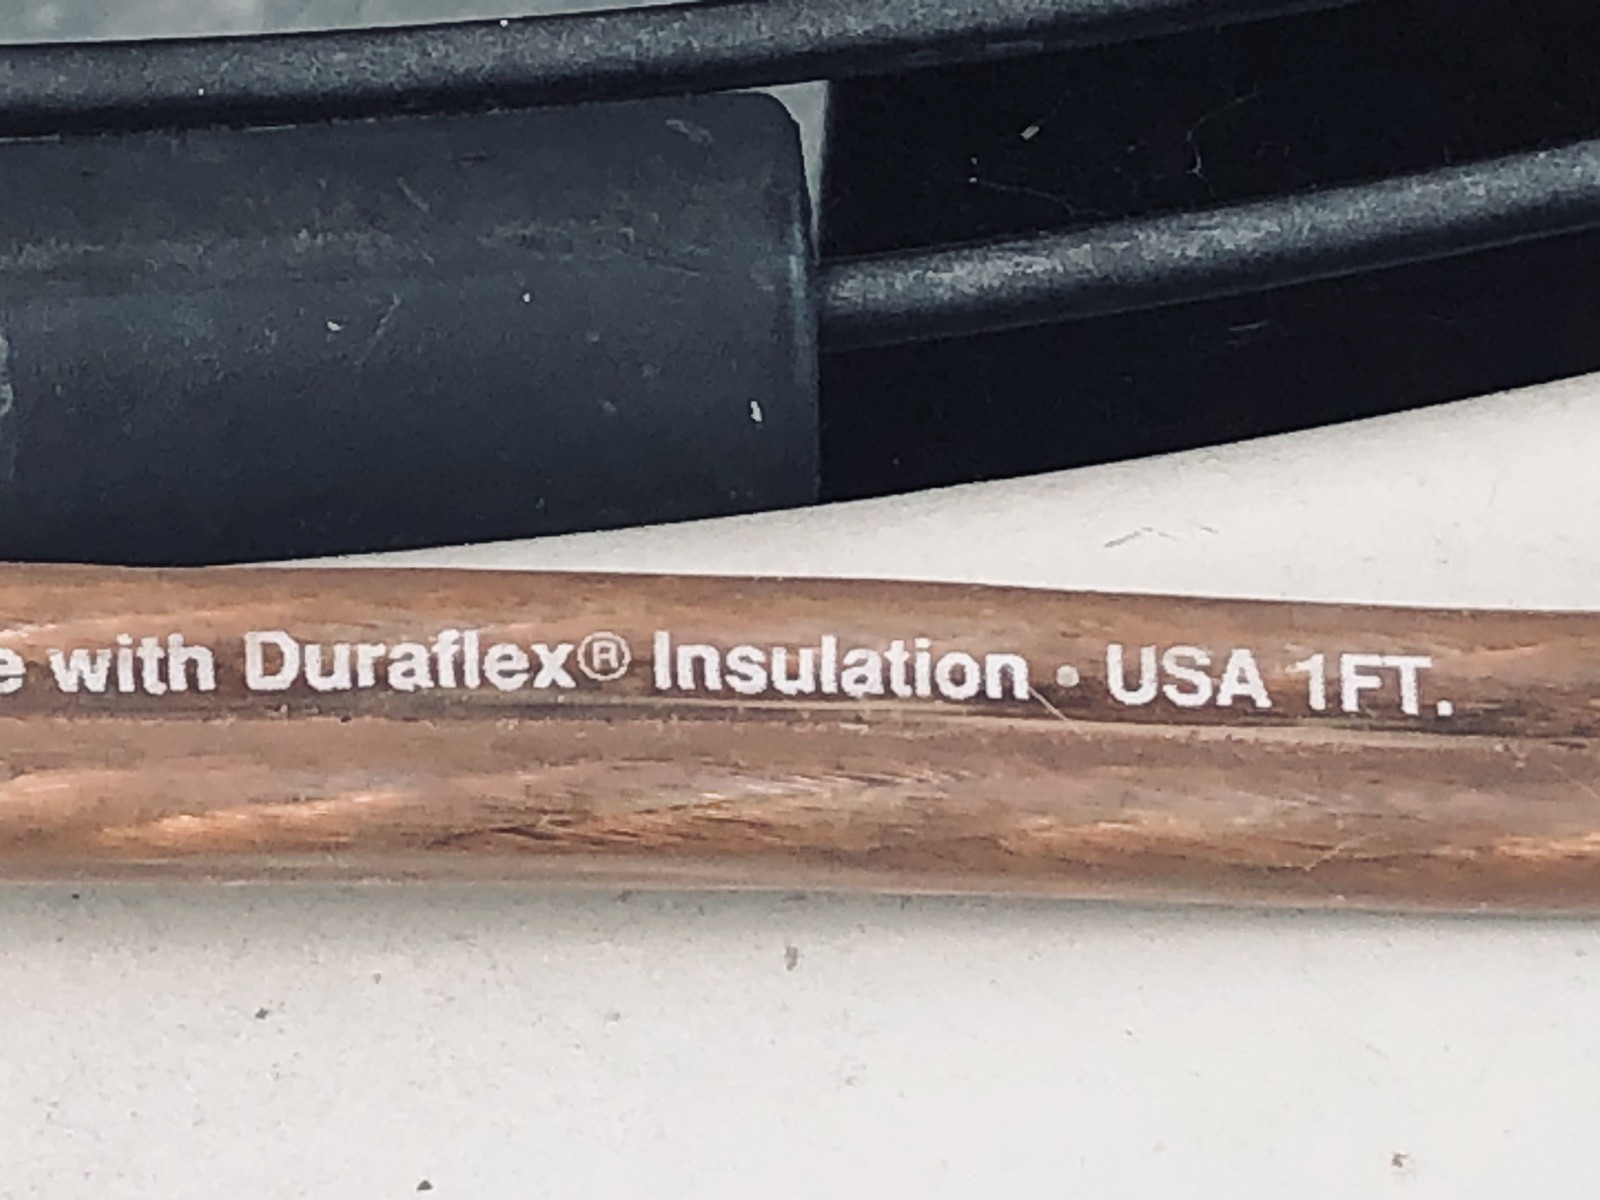 e with Duraflex® Insulation • USA 1FT.